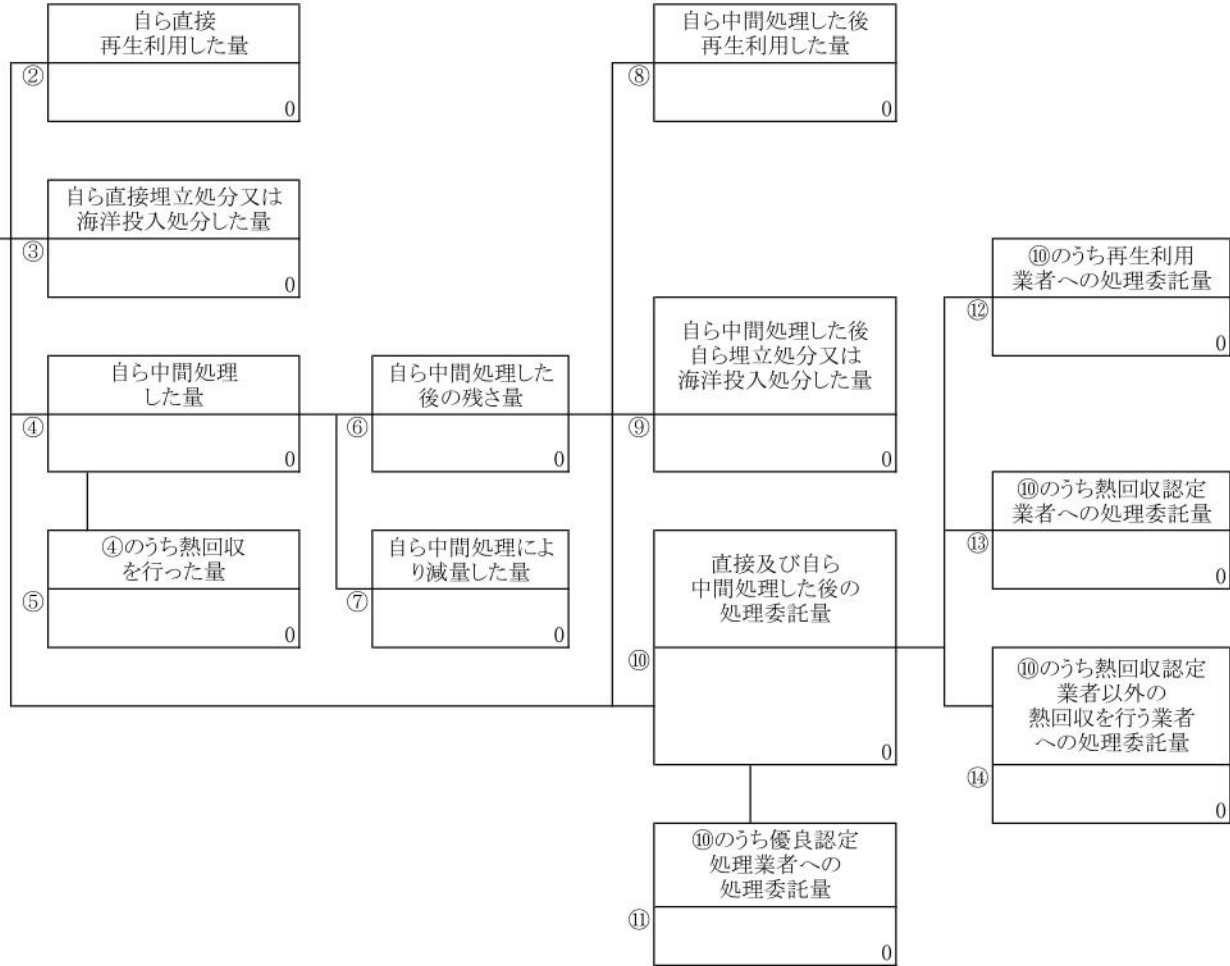 自ら直接
再生利用した量
②
0
自ら中間処理した後
再生利用した量
⑧
0
自ら直接埋立処分又は
海洋投入処分した量
③
0
⑩のうち再生利用
業者への処理委託量
⑫
0
自ら中間処理
した量
④
0
自ら中間処理した
後の残さ量
⑥
0
自ら中間処理した後
自ら埋立処分又は
海洋投入処分した量
⑨
0
⑩のうち熱回収認定
業者への処理委託量
⑬
0
④のうち熱回収
を行った量
⑤
0
自ら中間処理によ
り減量した量
⑦
0
直接及び自ら
中間処理した後の
処理委託量
⑩
0
⑩のうち熱回収認定
業者以外の
熱回収を行う業者
への処理委託量
⑭
0
⑩のうち優良認定
処理業者への
処理委託量
⑪
0